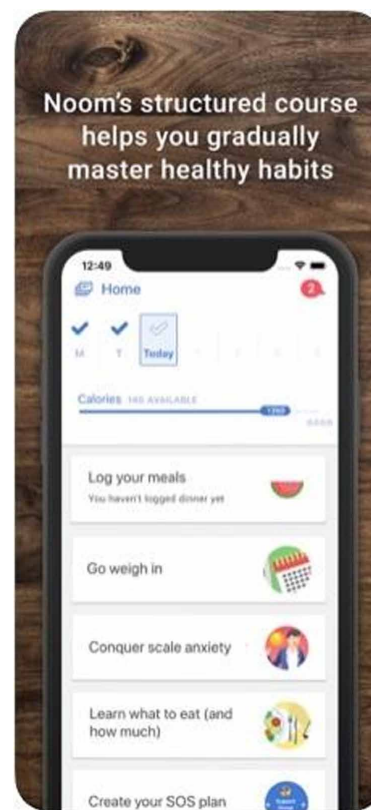 Noom's structured course
helps you gradually
master healthy habits
12:49
Home
2
M T Today
Calories 140 AVAILABLE
Log your meals
You haven't logged dinner yet
Go weigh in
Conquer scale anxiety
Learn what to eat (and
how much)
Create your SOS plan